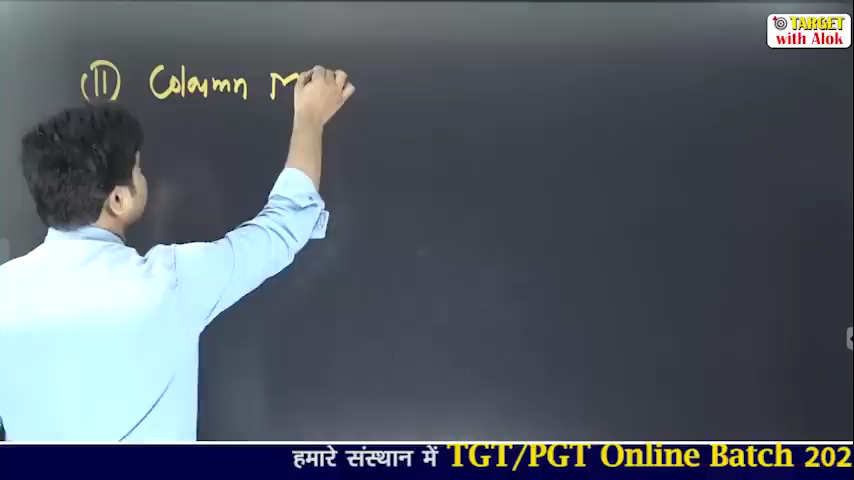 TARGET
with Alok
(II) Column M
हमारे संस्थान में TGT/PGT Online Batch 202